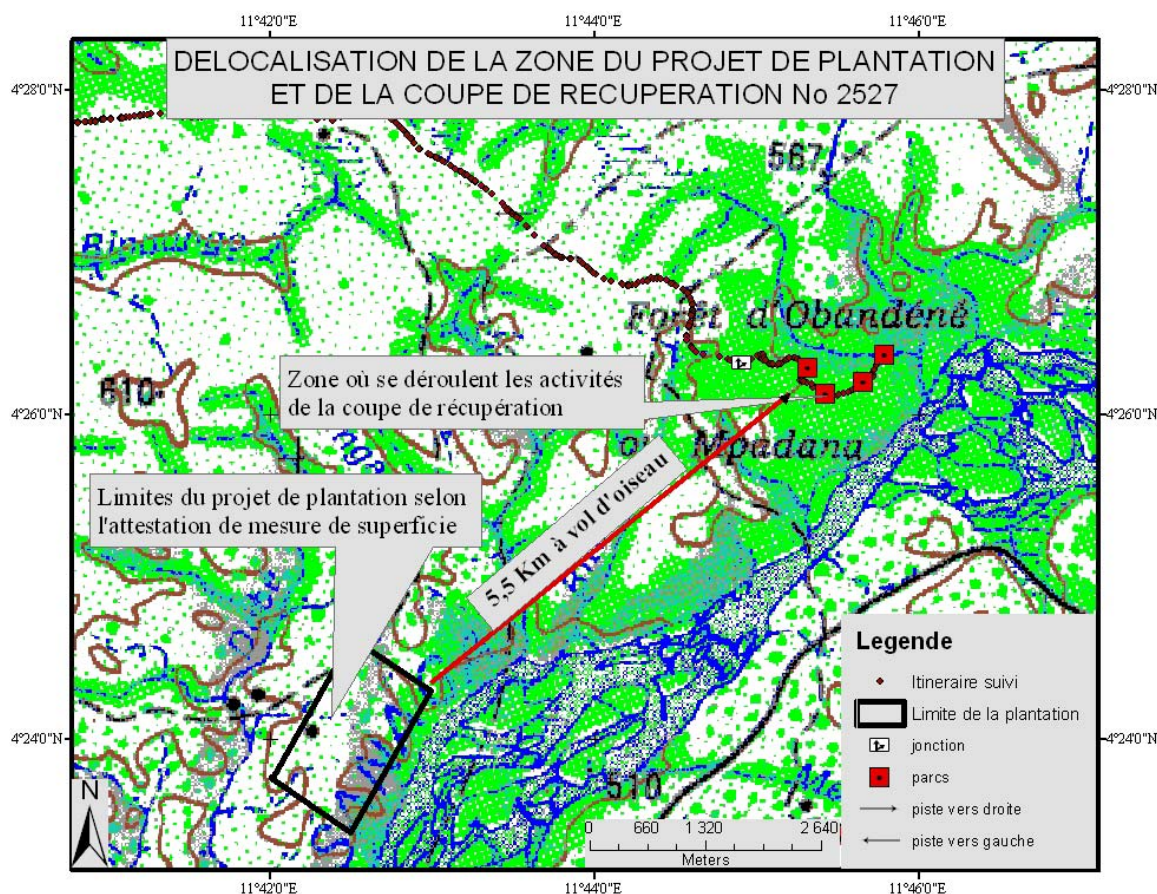 11°42'0"E
11°44'0"E
11°46'0"E
DELOCALISATION DE LA ZONE DU PROJET DE PLANTATION
ET DE LA COUPE DE RECUPERATION No 2527
4°28'0"N
4°28'0"N
567
Forêt d'Obandéné
Zone où se déroulent les activités
de la coupe de récupération
610
4°26'0"N
4°26'0"N
ou Mpadana
Limites du projet de plantation selon
l'attestation de mesure de superficie
5,5 Km à vol d'oiseau
Legende
Itineraire suivi
Limite de la plantation
jonction
parcs
piste vers droite
piste vers gauche
4°24'0"N
4°24'0"N
510
N
0 660 1 320 2 640
Meters
11°42'0"E
11°44'0"E
11°46'0"E